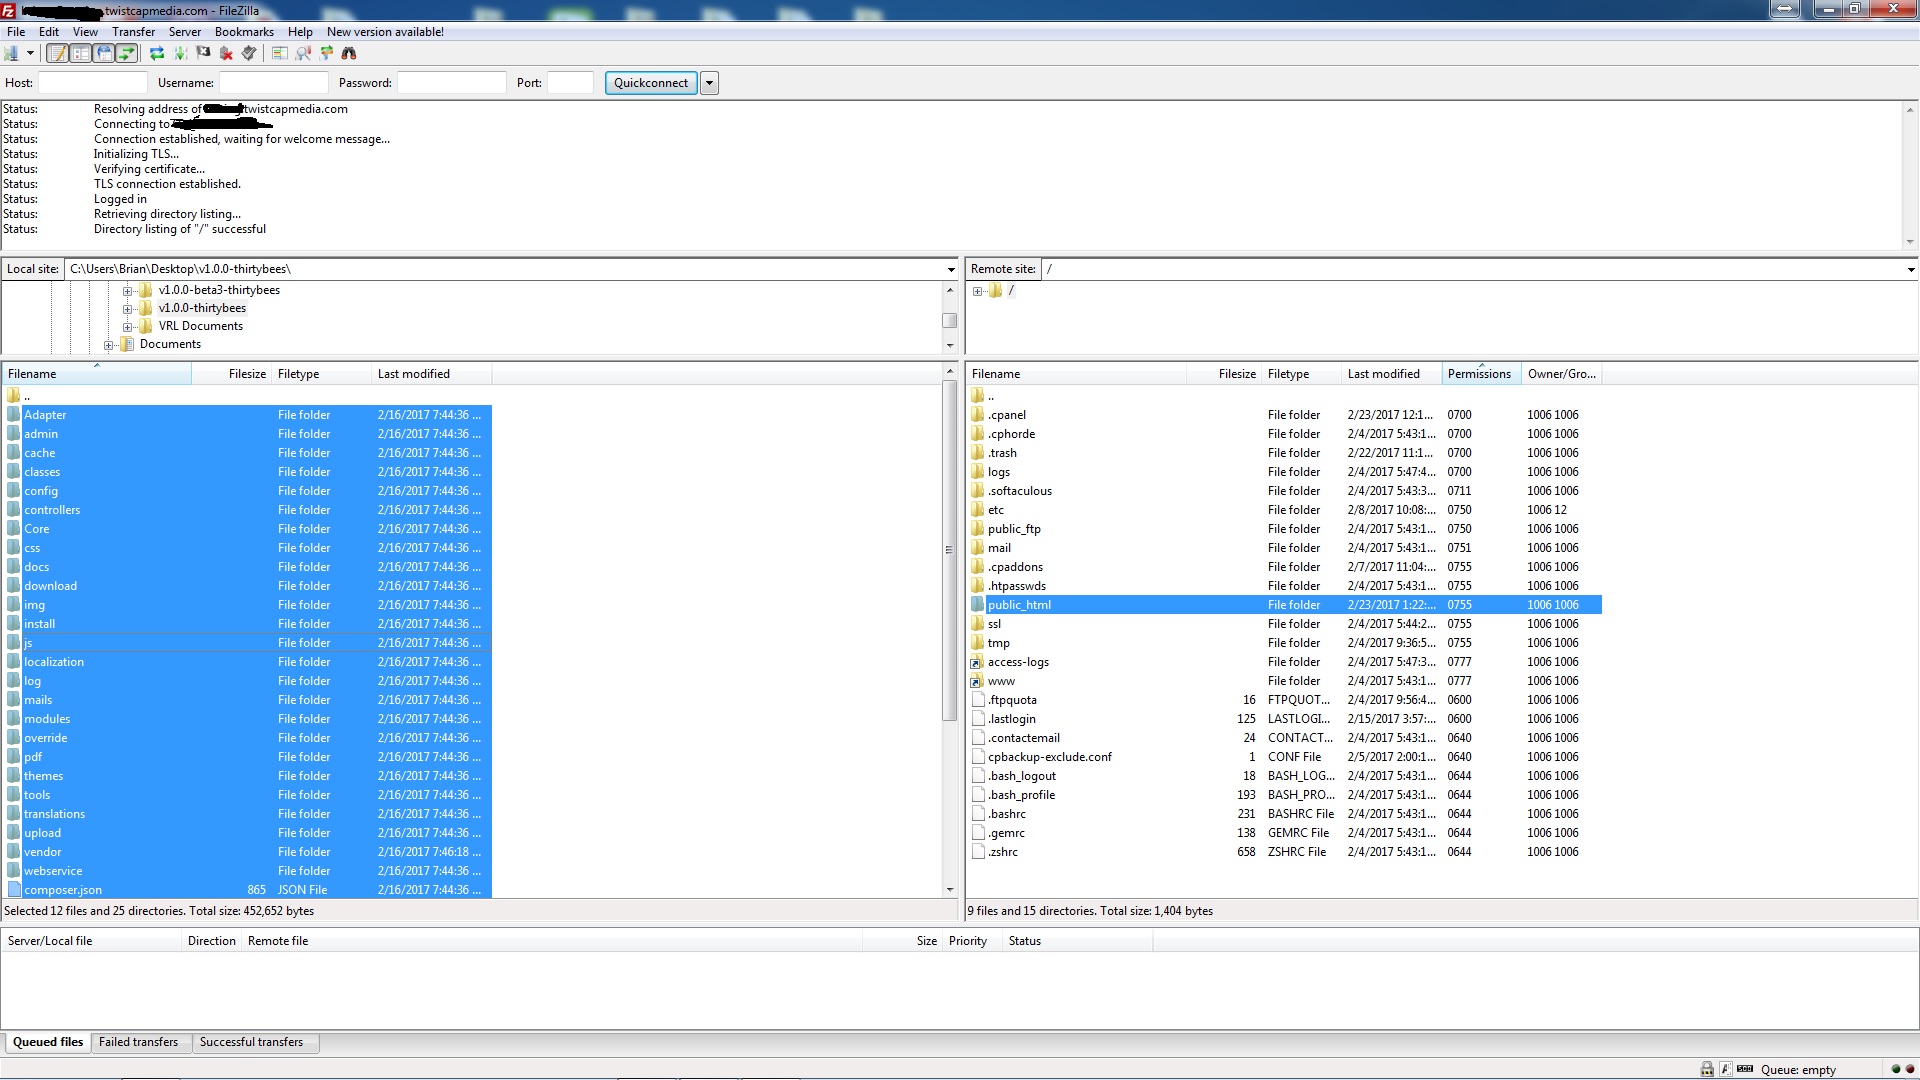 twistcapmedia.com - FileZilla
File Edit View Transfer Server Bookmarks Help New version available!
Host: Username: Password: Port: Quickconnect
Status: Resolving address of twistcapmedia.com
Status: Connecting to
Status: Connection established, waiting for welcome message...
Status: Initializing TLS...
Status: Verifying certificate...
Status: TLS connection established.
Status: Logged in
Status: Retrieving directory listing...
Status: Directory listing of "/" successful
Local site: C:\Users\Brian\Desktop\v1.0.0-thirtybees\
v1.0.0-beta3-thirtybees
v1.0.0-thirtybees
VRL Documents
Documents
Remote site: /
/
Filename Filesize Filetype Last modified
..
Adapter File folder 2/16/2017 7:44:36 ...
admin File folder 2/16/2017 7:44:36 ...
cache File folder 2/16/2017 7:44:36 ...
classes File folder 2/16/2017 7:44:36 ...
config File folder 2/16/2017 7:44:36 ...
controllers File folder 2/16/2017 7:44:36 ...
Core File folder 2/16/2017 7:44:36 ...
css File folder 2/16/2017 7:44:36 ...
docs File folder 2/16/2017 7:44:36 ...
download File folder 2/16/2017 7:44:36 ...
img File folder 2/16/2017 7:44:36 ...
install File folder 2/16/2017 7:44:36 ...
js File folder 2/16/2017 7:44:36 ...
localization File folder 2/16/2017 7:44:36 ...
log File folder 2/16/2017 7:44:36 ...
mails File folder 2/16/2017 7:44:36 ...
modules File folder 2/16/2017 7:44:36 ...
override File folder 2/16/2017 7:44:36 ...
pdf File folder 2/16/2017 7:44:36 ...
themes File folder 2/16/2017 7:44:36 ...
tools File folder 2/16/2017 7:44:36 ...
translations File folder 2/16/2017 7:44:36 ...
upload File folder 2/16/2017 7:44:36 ...
vendor File folder 2/16/2017 7:46:18 ...
webservice File folder 2/16/2017 7:44:36 ...
composer.json 865 JSON File 2/16/2017 7:44:36 ...
Selected 12 files and 25 directories. Total size: 452,652 bytes
Filename Filesize Filetype Last modified Permissions Owner/Gro...
..
.cpanel File folder 2/23/2017 12:1... 0700 1006 1006
.cphorde File folder 2/4/2017 5:43:1... 0700 1006 1006
.trash File folder 2/22/2017 11:1... 0700 1006 1006
logs File folder 2/4/2017 5:47:4... 0700 1006 1006
.softaculous File folder 2/4/2017 5:43:3... 0711 1006 1006
etc File folder 2/8/2017 10:08:... 0750 1006 12
public_ftp File folder 2/4/2017 5:43:1... 0750 1006 1006
mail File folder 2/4/2017 5:43:1... 0751 1006 1006
.cpaddons File folder 2/7/2017 11:04:... 0755 1006 1006
.htpasswds File folder 2/4/2017 5:43:1... 0755 1006 1006
public_html File folder 2/23/2017 1:22:... 0755 1006 1006
ssl File folder 2/4/2017 5:44:2... 0755 1006 1006
tmp File folder 2/4/2017 9:36:5... 0755 1006 1006
access-logs File folder 2/4/2017 5:47:3... 0777 1006 1006
www File folder 2/4/2017 5:43:1... 0777 1006 1006
.ftpquota 16 FTPQUOT... 2/4/2017 9:56:4... 0600 1006 1006
.lastlogin 125 LASTLOGI... 2/15/2017 3:57:... 0600 1006 1006
.contactemail 24 CONTACT... 2/4/2017 5:43:1... 0640 1006 1006
cpbackup-exclude.conf 1 CONF File 2/5/2017 2:00:1... 0640 1006 1006
.bash_logout 18 BASH_LOG... 2/4/2017 5:43:1... 0644 1006 1006
.bash_profile 193 BASH_PRO... 2/4/2017 5:43:1... 0644 1006 1006
.bashrc 231 BASHRC File 2/4/2017 5:43:1... 0644 1006 1006
.gemrc 138 GEMRC File 2/4/2017 5:43:1... 0644 1006 1006
.zshrc 658 ZSHRC File 2/4/2017 5:43:1... 0644 1006 1006
9 files and 15 directories. Total size: 1,404 bytes
Server/Local file Direction Remote file Size Priority Status
Queued files Failed transfers Successful transfers
Queue: empty